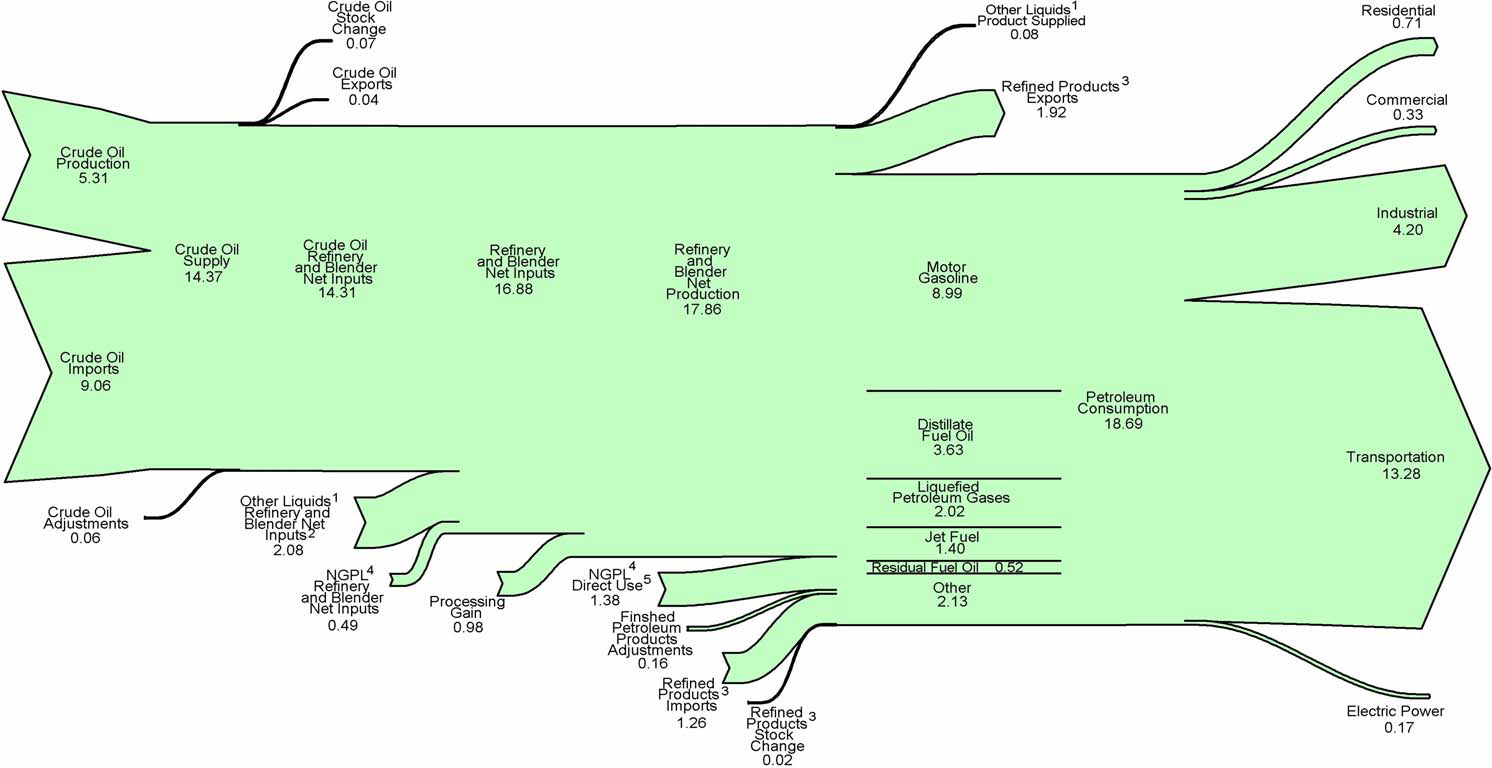 Crude Oil
Stock
Change
0.07
Crude Oil
Exports
0.04
Other Liquids¹
Product Supplied
0.08
Refined Products³
Exports
1.92
Residential
0.71
Commercial
0.33
Crude Oil
Production
5.31
Industrial
4.20
Crude Oil
Supply
14.37
Crude Oil
Refinery
and Blender
Net Inputs
14.31
Refinery
and Blender
Net Inputs
16.88
Refinery
and
Blender
Net
Production
17.86
Motor
Gasoline
8.99
Crude Oil
Imports
9.06
Petroleum
Consumption
18.69
Distillate
Fuel Oil
3.63
Transportation
13.28
Liquefied
Petroleum Gases
2.02
Jet Fuel
1.40
Residual Fuel Oil 0.52
Other
2.13
Crude Oil
Adjustments
0.06
Other Liquids¹
Refinery and
Blender Net
Inputs²
2.08
NGPL⁴
Refinery
and Blender
Net Inputs
0.49
Processing
Gain
0.98
NGPL⁴
Direct Use⁵
1.38
Finshed
Petroleum
Products
Adjustments
0.16
Refined
Products³
Imports
1.26
Refined
Products³
Stock
Change
0.02
Electric Power
0.17